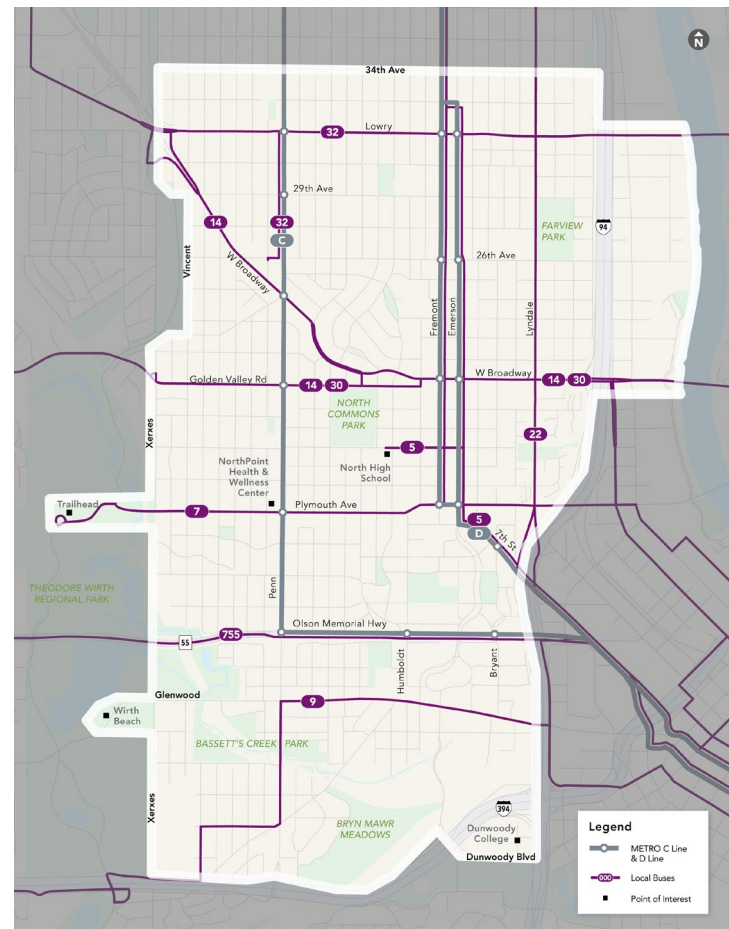 N
34th Ave
32
Lowry
29th Ave
14
32
C
FARVIEW
PARK
94
Vincent
W Broadway
26th Ave
Fremont
Emerson
Lyndale
Golden Valley Rd
14
30
W Broadway
14
30
NORTH
COMMONS
PARK
Xerxes
22
5
NorthPoint
Health &
Wellness
Center
North High
School
Trailhead
7
Plymouth Ave
5
D
7th St
THEODORE WIRTH
REGIONAL PARK
Penn
Olson Memorial Hwy
755
55
Humboldt
Bryant
Glenwood
9
Wirth
Beach
BASSETT'S CREEK PARK
Xerxes
394
BRYN MAWR
MEADOWS
Dunwoody
College
Dunwoody Blvd
Legend
METRO C Line
& D Line
000
Local Buses
Point of Interest